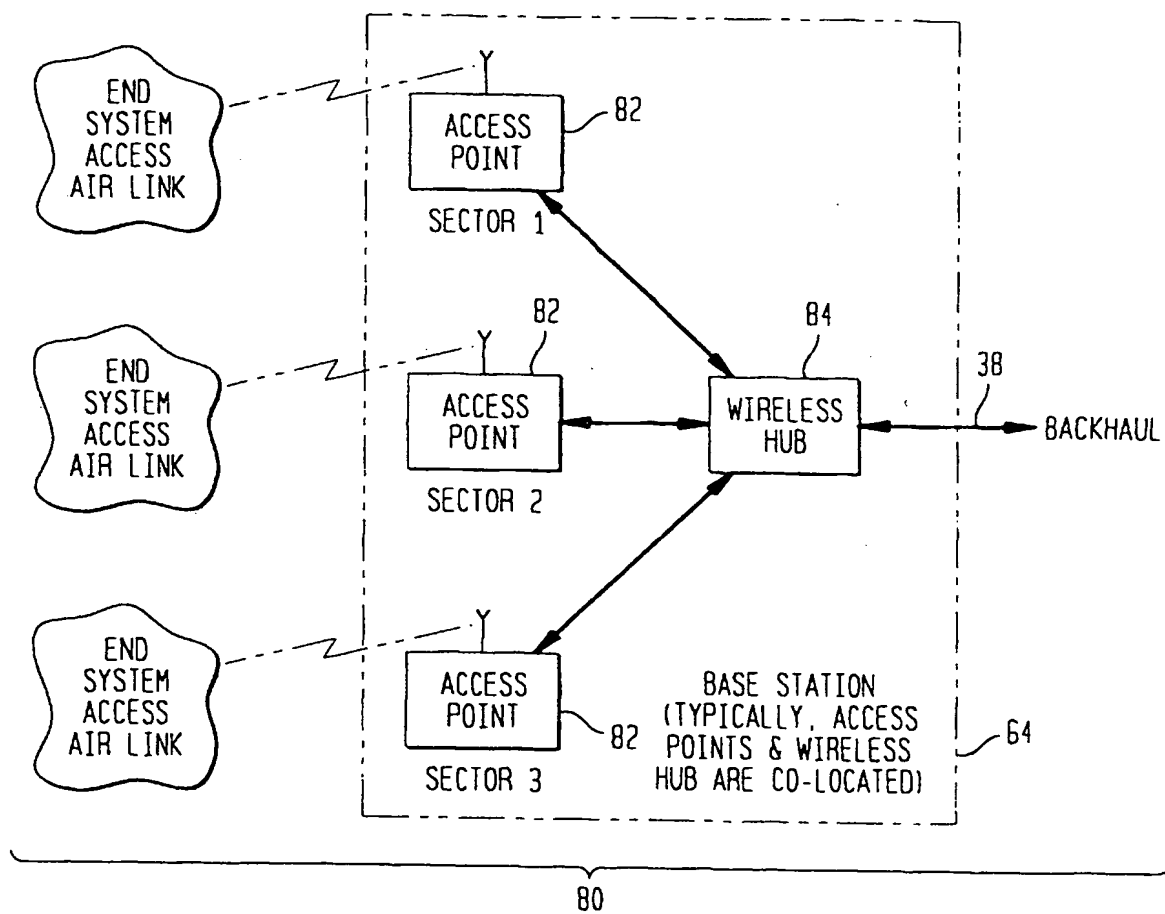 END
SYSTEM
ACCESS
AIR LINK
ACCESS
POINT
82
SECTOR 1
END
SYSTEM
ACCESS
AIR LINK
82
ACCESS
POINT
SECTOR 2
84
WIRELESS
HUB
38
BACKHAUL
END
SYSTEM
ACCESS
AIR LINK
ACCESS
POINT
82
SECTOR 3
BASE STATION
(TYPICALLY, ACCESS
POINTS & WIRELESS
HUB ARE CO-LOCATED)
64
80